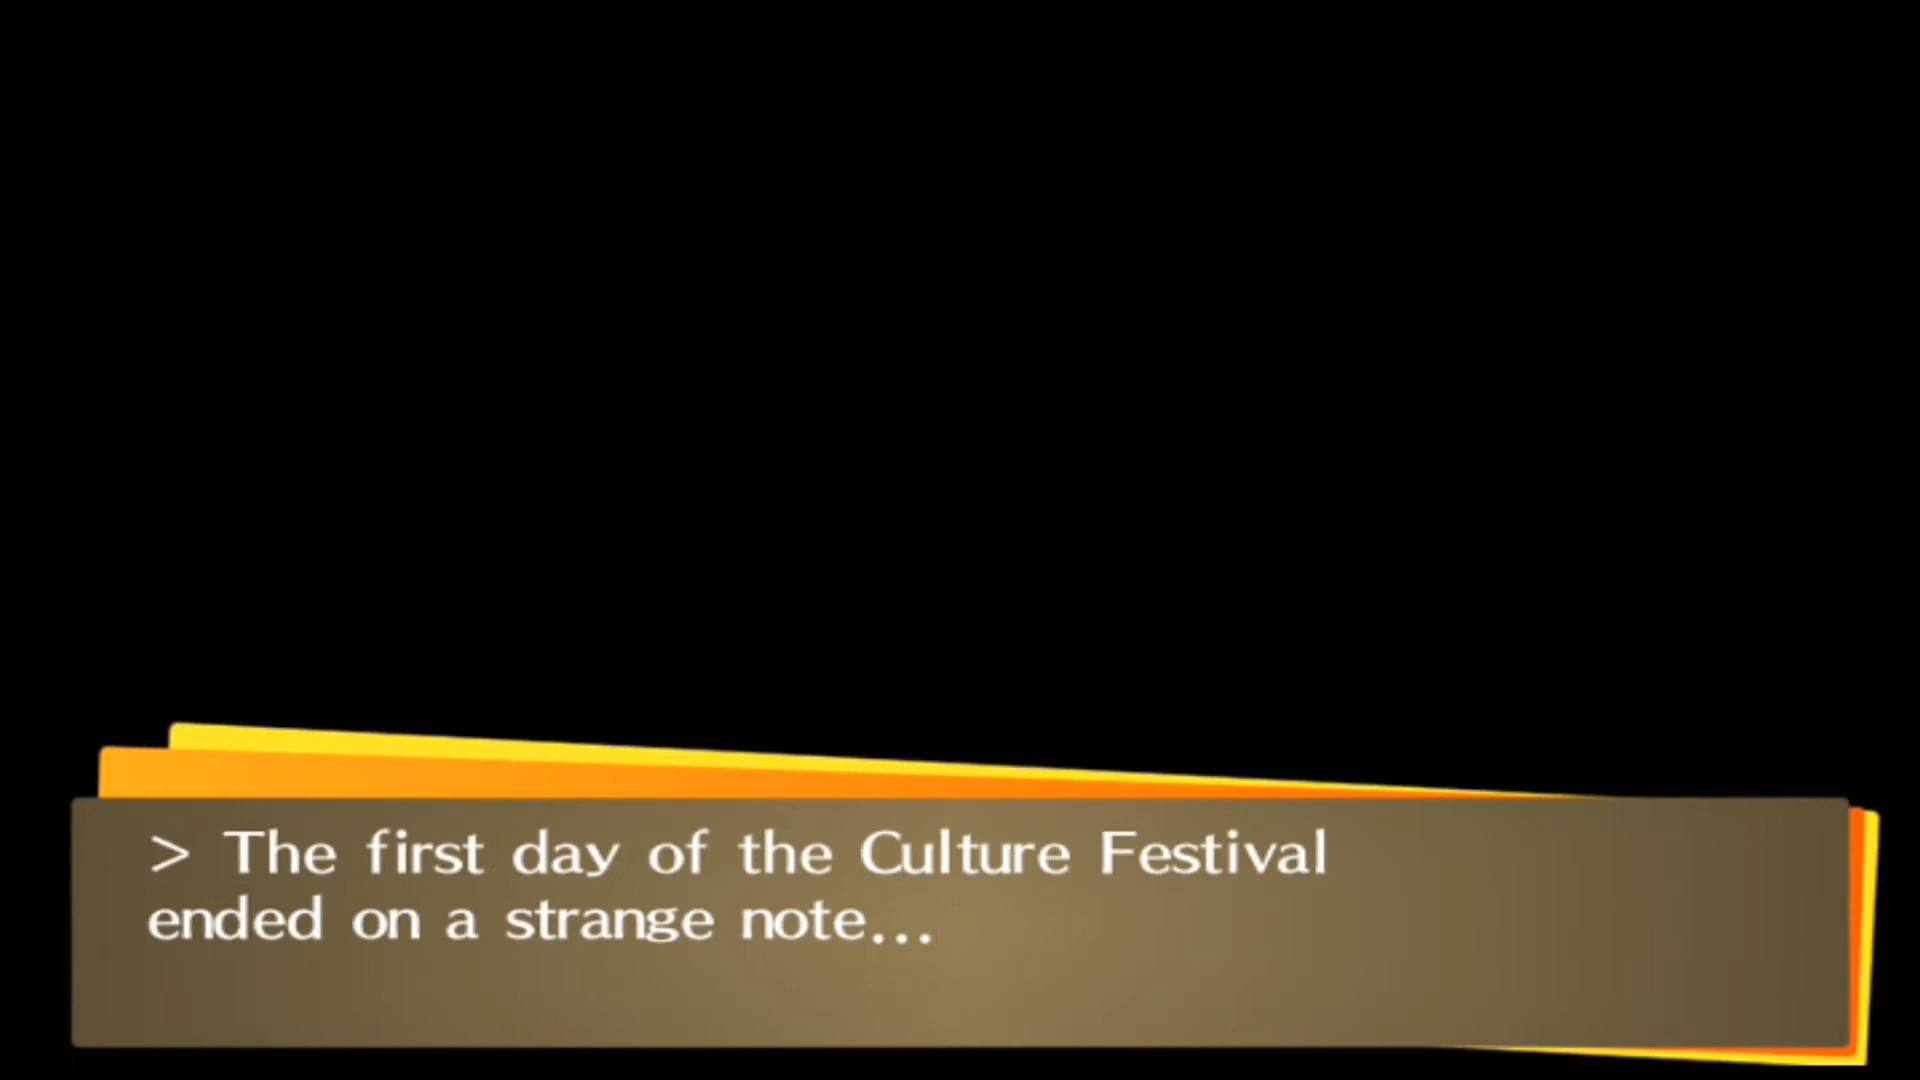 > The first day of the Culture Festival
ended on a strange note...